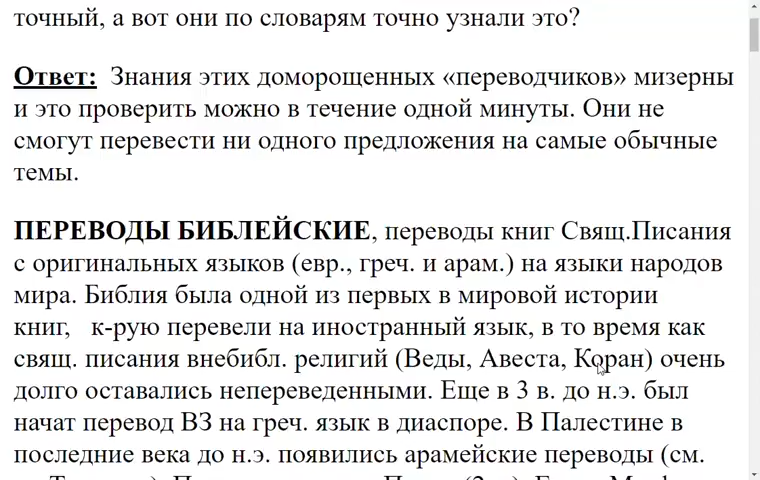 точный, а вот они по словарям точно узнали это?
Ответ: Знания этих доморощенных «переводчиков» мизерны
и это проверить можно в течение одной минуты. Они не
смогут перевести ни одного предложения на самые обычные
темы.
ПЕРЕВОДЫ БИБЛЕЙСКИЕ, переводы книг Свящ.Писания
с оригинальных языков (евр., греч. и арам.) на языки народов
мира. Библия была одной из первых в мировой истории
книг, к-рую перевели на иностранный язык, в то время как
свящ. писания внебибл. религий (Веды, Авеста, Коран) очень
долго оставались непереведенными. Еще в 3 в. до н.э. был
начат перевод ВЗ на греч. язык в диаспоре. В Палестине в
последние века до н.э. появились арамейские переводы (см.